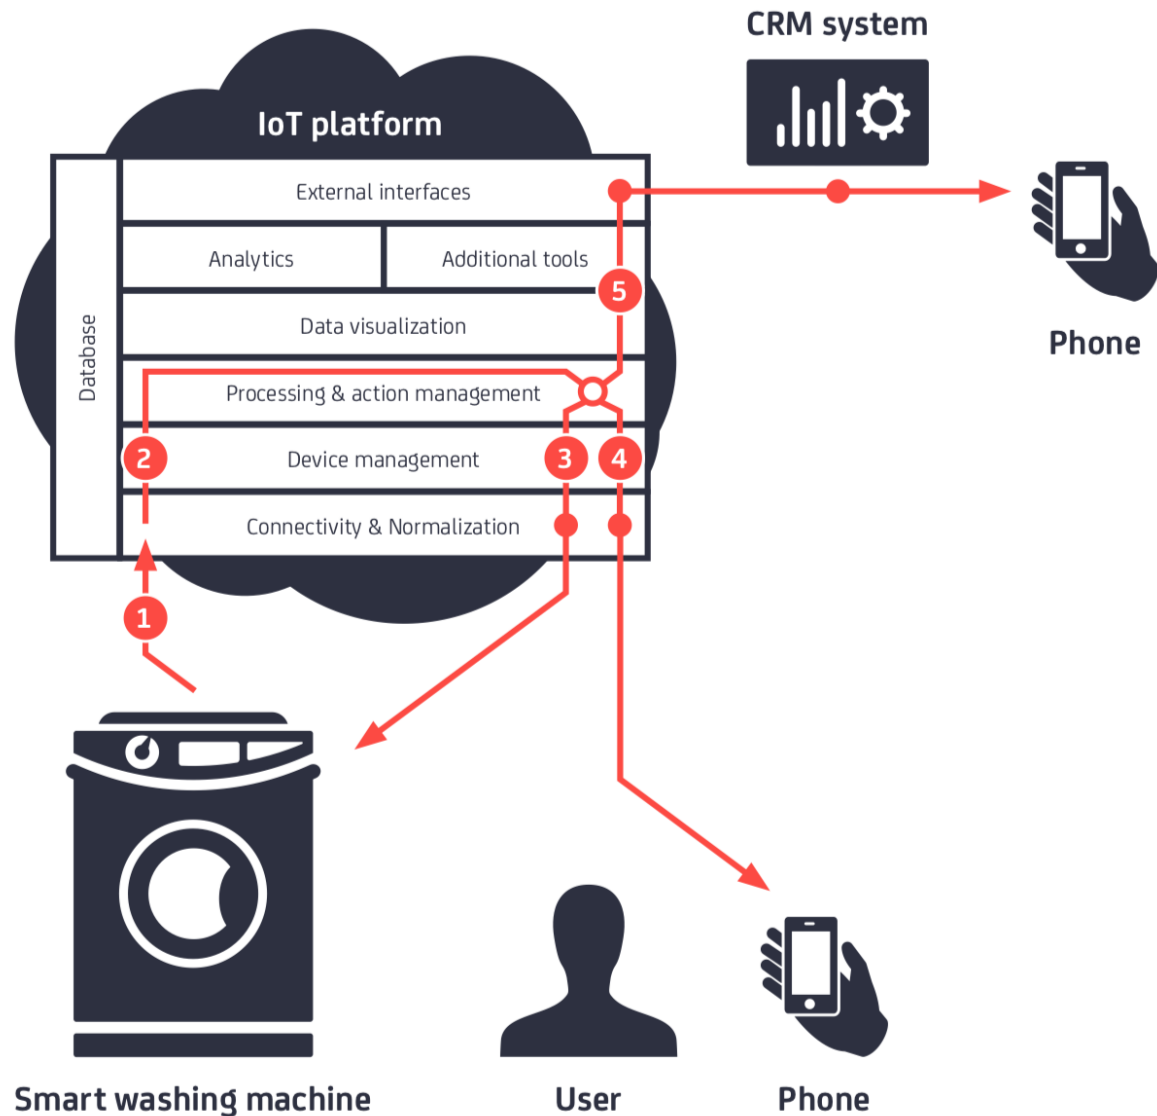 CRM system
IoT platform
External interfaces
Analytics
Additional tools
5
Data visualization
Database
Phone
Processing & action management
2
Device management
3
4
Connectivity & Normalization
1
Smart washing machine
User
Phone